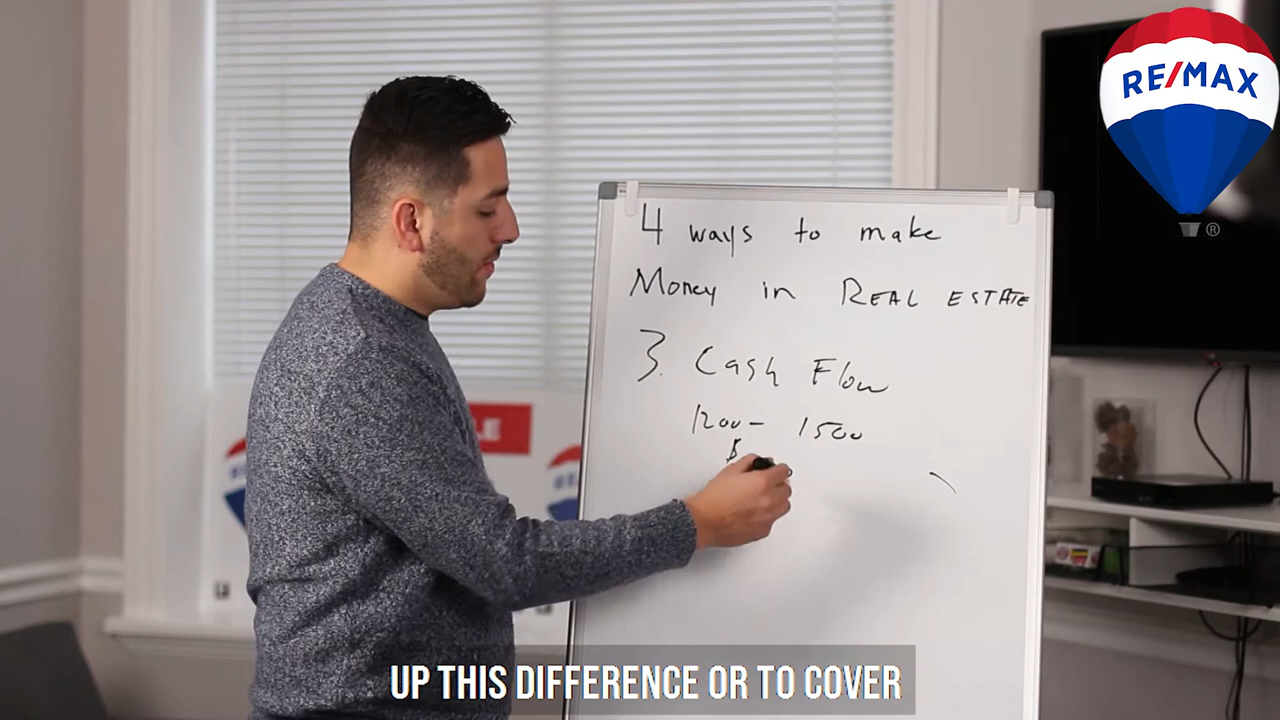 RE/MAX
®
4 ways to make
Money in REAL ESTATE
3. Cash Flow
1200- 1500
$
UP THIS DIFFERENCE OR TO COVER